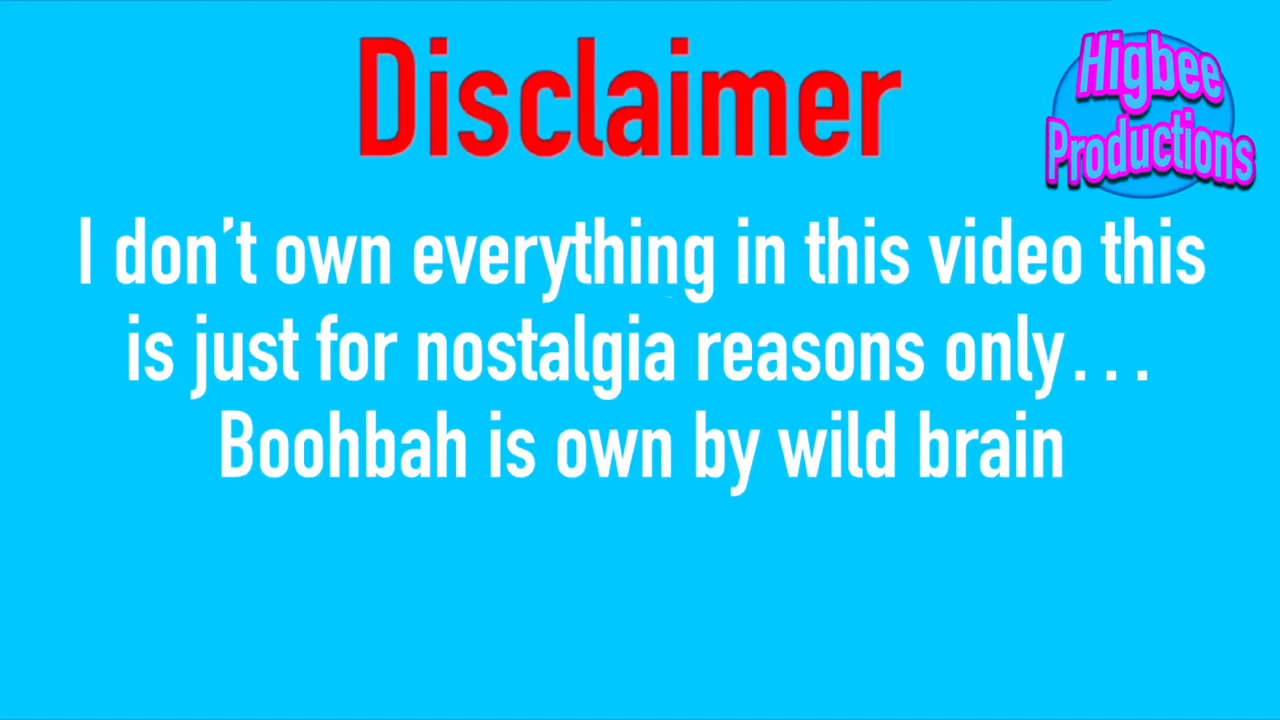 Disclaimer
Higbee
Productions
I don’t own everything in this video this
is just for nostalgia reasons only...
Boohbah is own by wild brain